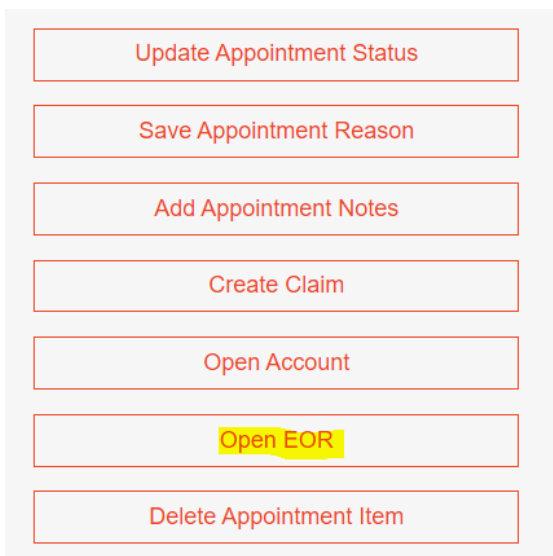 Update Appointment Status
Save Appointment Reason
Add Appointment Notes
Create Claim
Open Account
Open EOR
Delete Appointment Item